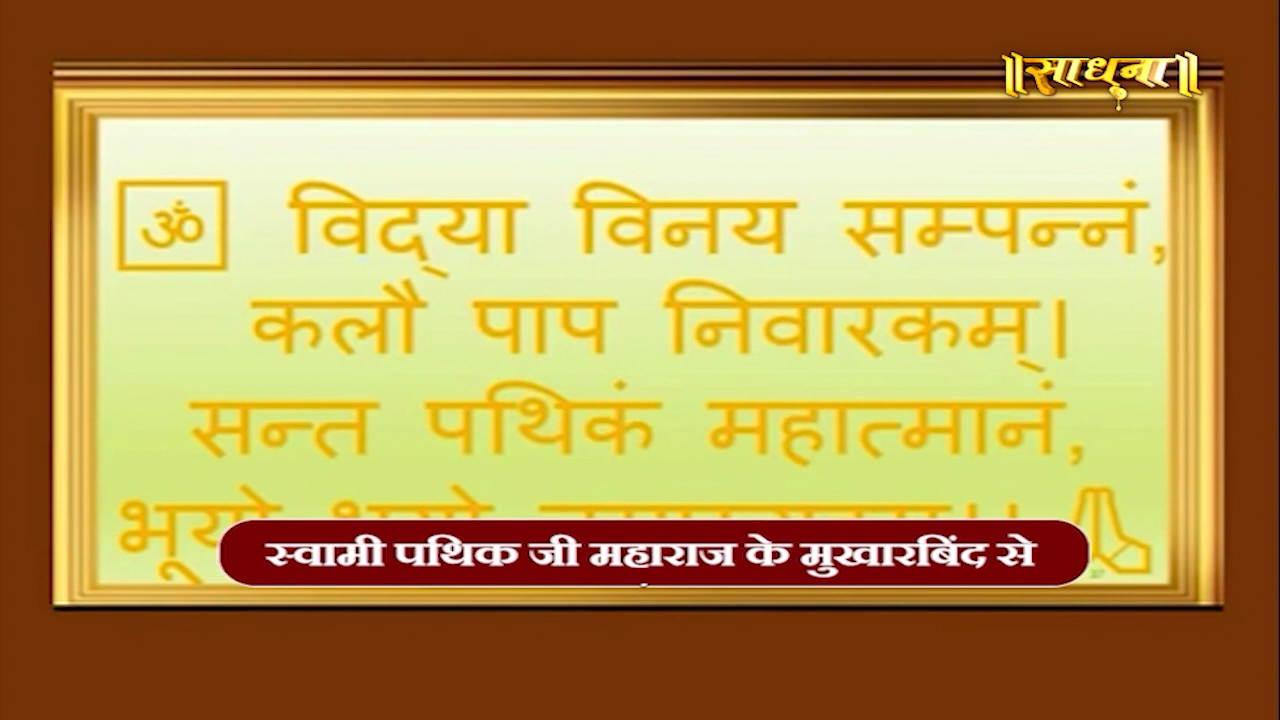 ॥साधना॥
ॐ विद्‌या विनय सम्पन्नं,
कलौ पाप निवारकम्।
सन्त पथिकं महात्मानं,
स्वामी पथिक जी महाराज के मुखारबिंद से